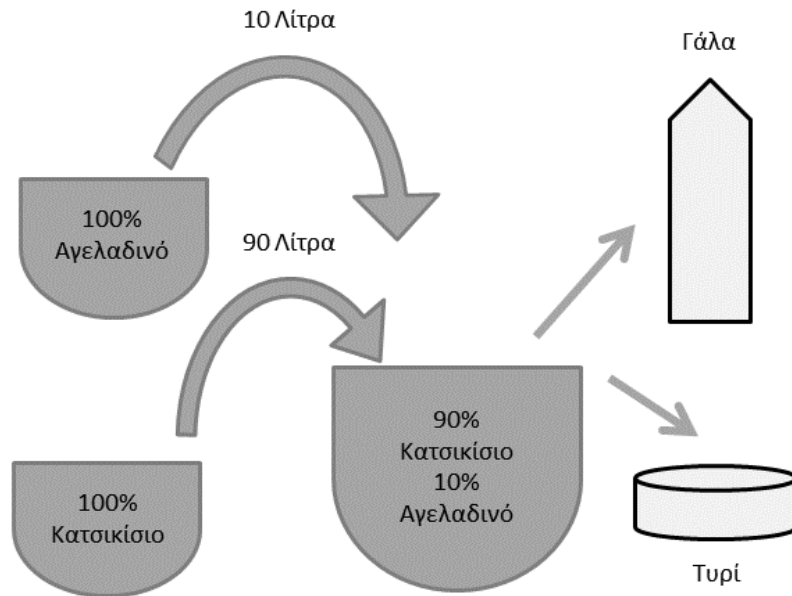 10 Λίτρα
Γάλα
100%
Αγελαδινό
90 Λίτρα
90%
Κατσικίσιο
10%
Αγελαδινό
100%
Κατσικίσιο
Τυρί